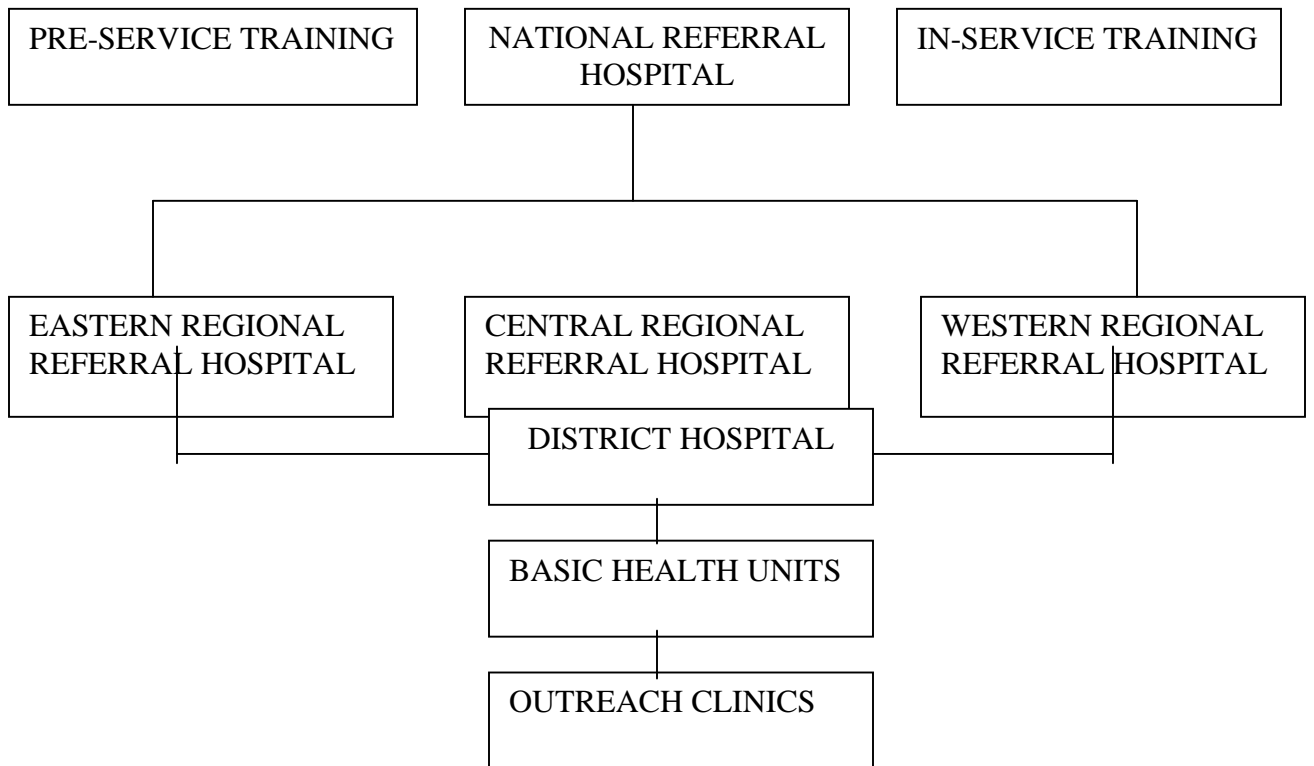 PRE-SERVICE TRAINING
NATIONAL REFERRAL
HOSPITAL
IN-SERVICE TRAINING
EASTERN REGIONAL
REFERRAL HOSPITAL
CENTRAL REGIONAL
REFERRAL HOSPITAL
WESTERN REGIONAL
REFERRAL HOSPITAL
DISTRICT HOSPITAL
BASIC HEALTH UNITS
OUTREACH CLINICS